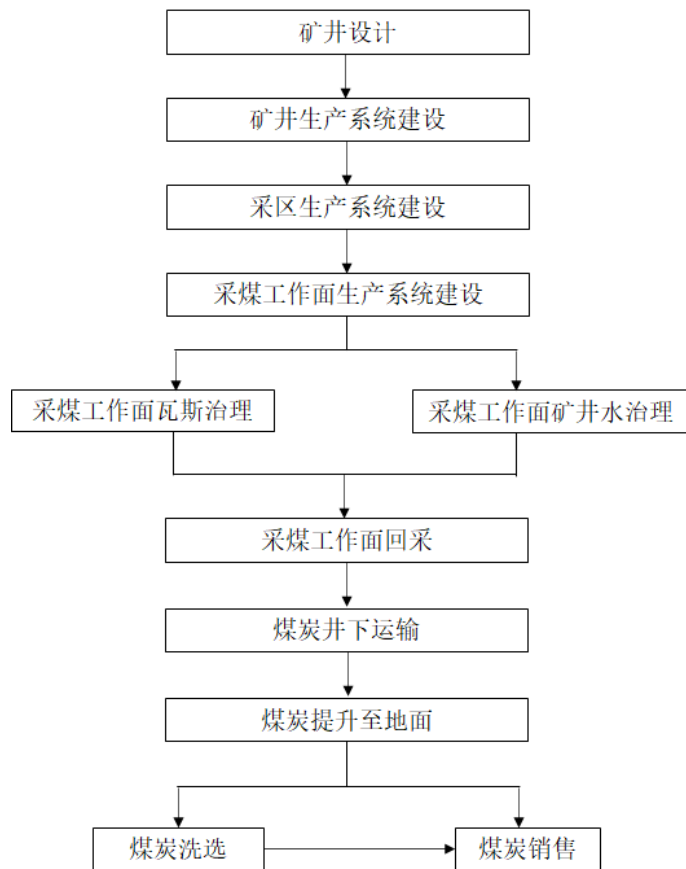 矿井设计
矿井生产系统建设
采区生产系统建设
采煤工作面生产系统建设
采煤工作面瓦斯治理
采煤工作面矿井水治理
采煤工作面回采
煤炭井下运输
煤炭提升至地面
煤炭洗选
煤炭销售